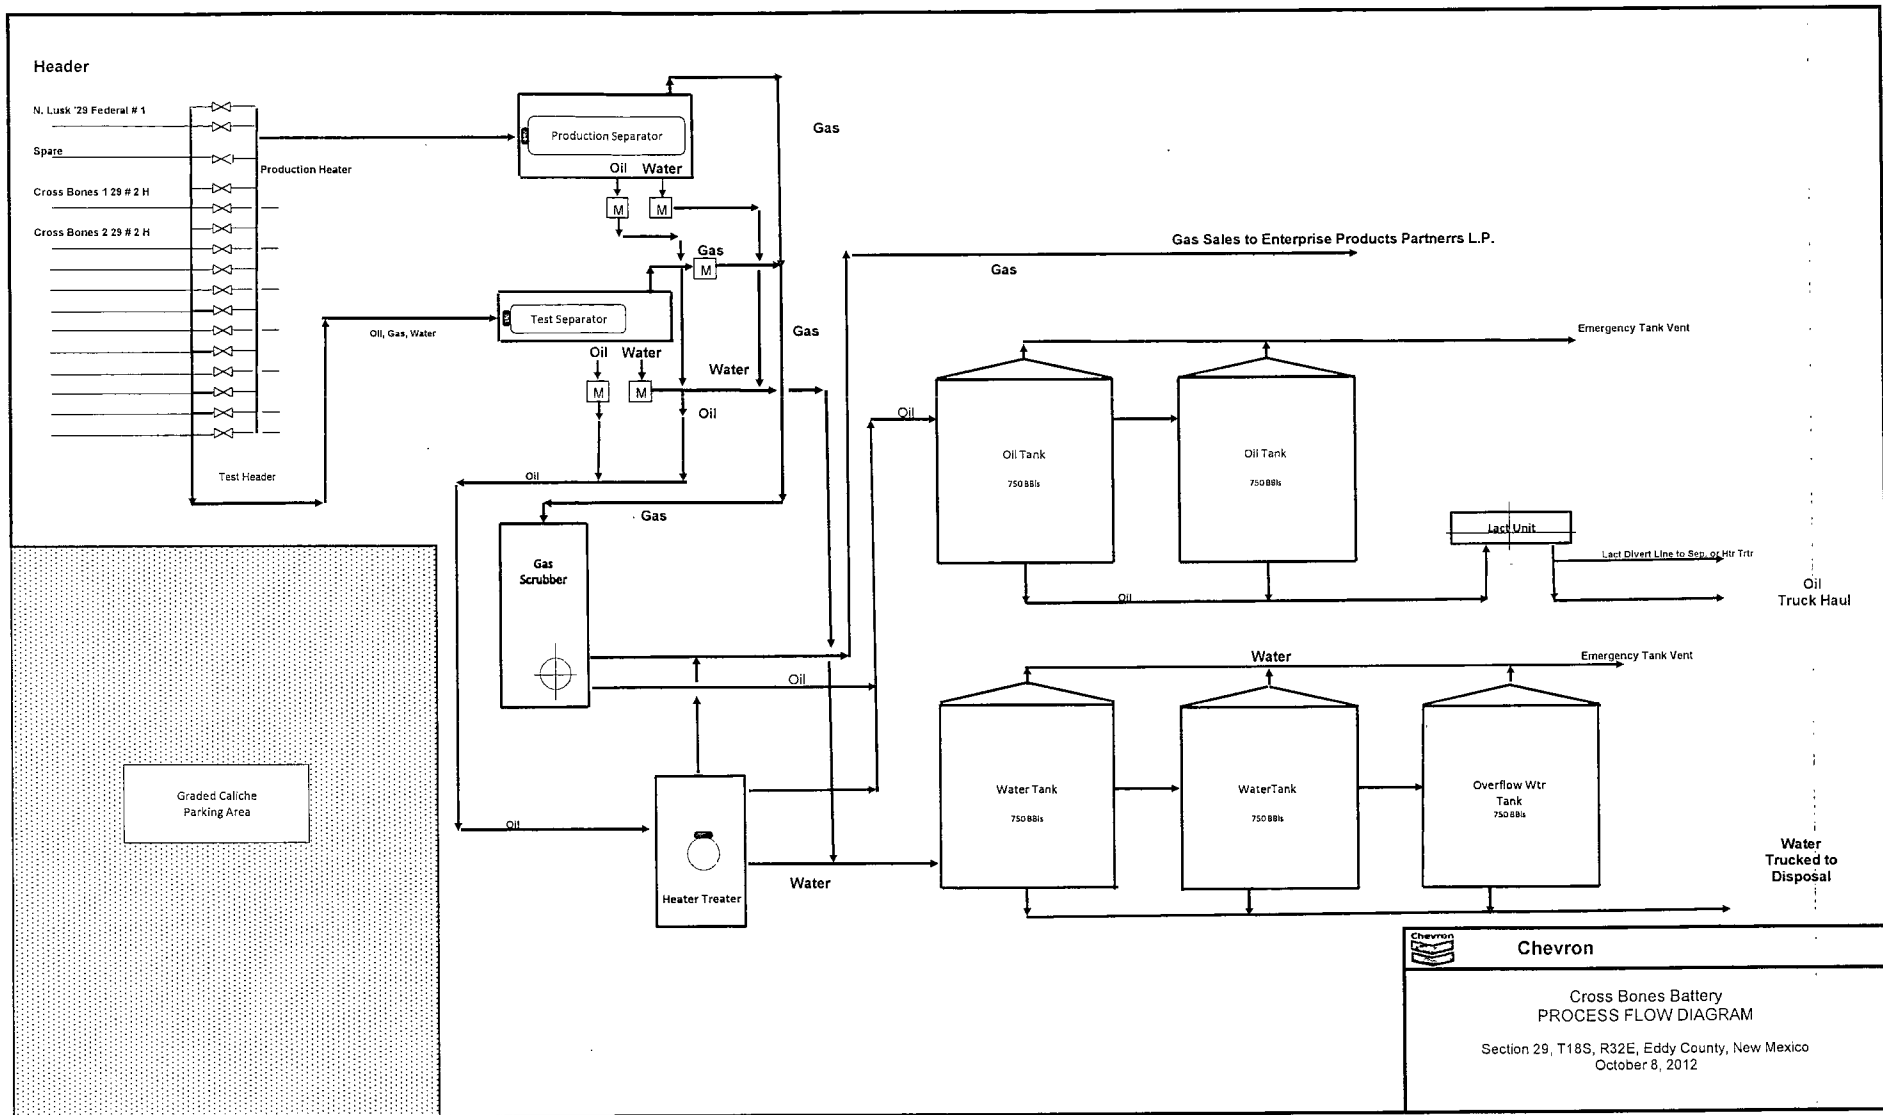 Header
N. Lusk '29 Federal # 1
Spare
Production Heater
Cross Bones 1 29 # 2 H
Cross Bones 2 29 # 2 H
Test Header
Oil, Gas, Water
Production Separator
Oil Water
M M
Gas
Gas
M
Test Separator
Oil Water
M M
Gas
Water
Oil
Oil
Gas
Gas
Scrubber
Oil
Oil
Heater Treater
Water
Gas Sales to Enterprise Products Partnerrs L.P.
Gas
Emergency Tank Vent
Oil
Oil Tank
750 BBls
Oil Tank
750 BBls
Lact Unit
Lact Divert Line to Sep. or Htr Trtr
Oil
Oil
Truck Haul
Water
Emergency Tank Vent
Water Tank
750 BBls
WaterTank
750 BBls
Overflow Wtr
Tank
750 BBls
Water
Trucked to
Disposal
Graded Caliche
Parking Area
Chevron
Chevron
Cross Bones Battery
PROCESS FLOW DIAGRAM
Section 29, T18S, R32E, Eddy County, New Mexico
October 8, 2012